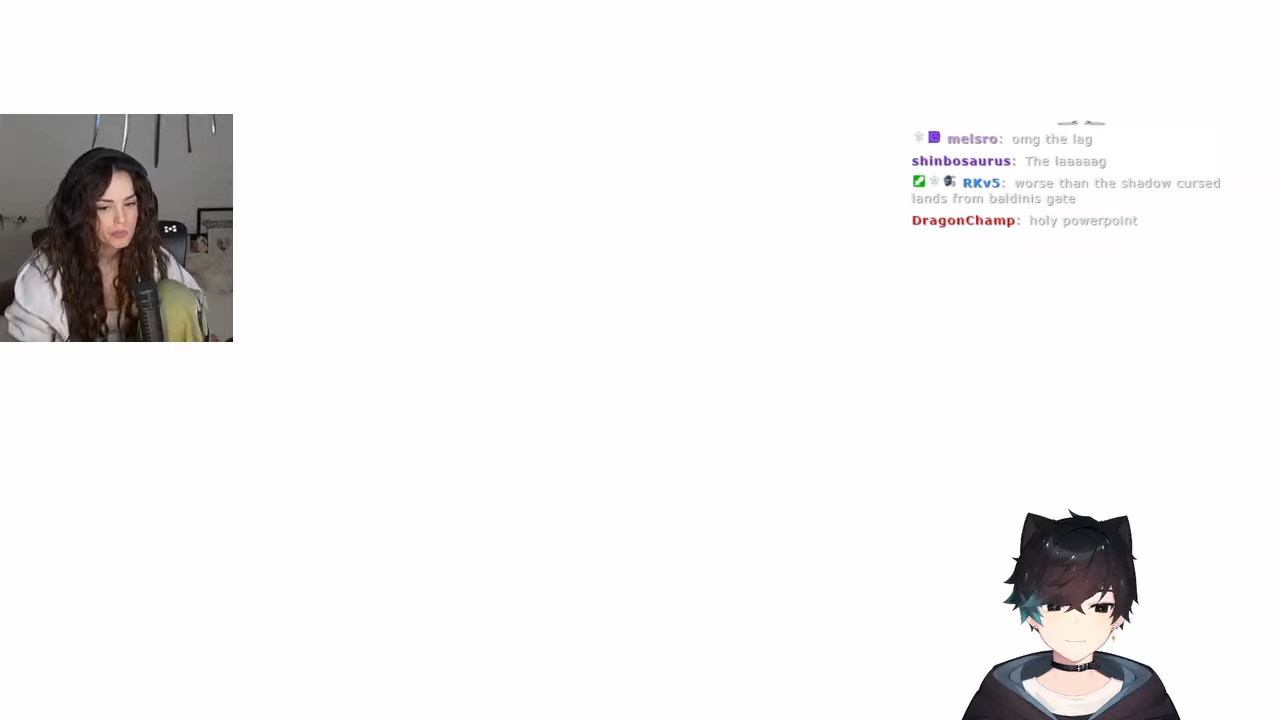 melsro: omg the lag
shinbosaurus: The laaaaag
RKv5: worse than the shadow cursed
lands from baldinis gate
DragonChamp: holy powerpoint